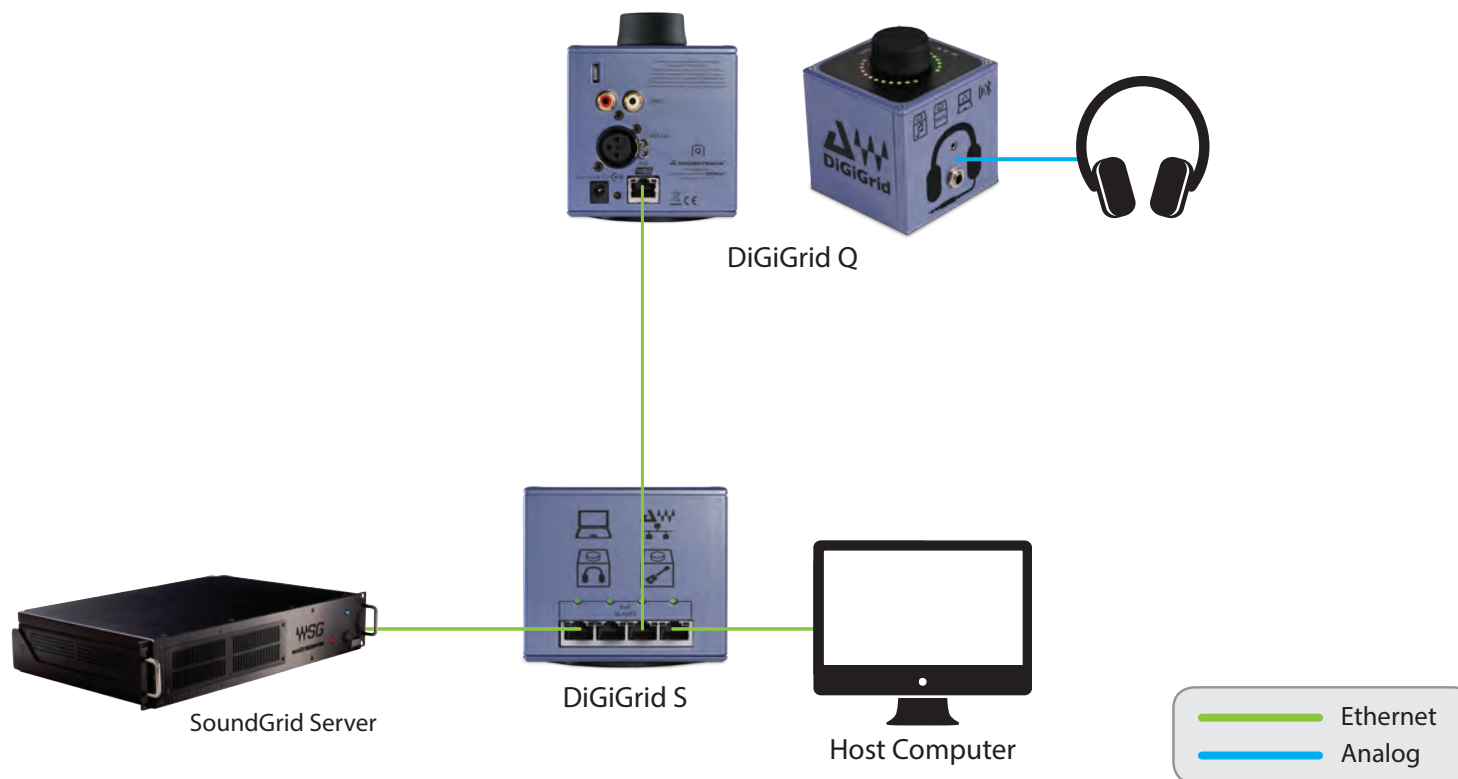 DiGiGrid
DiGiGrid Q
WSG
SoundGrid Server
DiGiGrid S
Host Computer
Ethernet
Analog